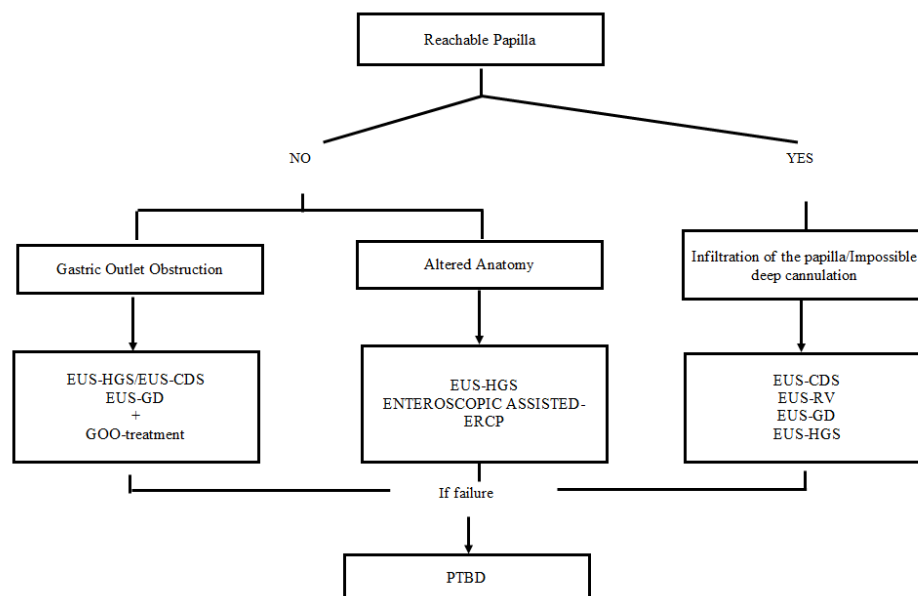 Reachable Papilla
NO
YES
Gastric Outlet Obstruction
Altered Anatomy
Infiltration of the papilla/Impossible
deep cannulation
EUS-HGS/EUS-CDS
EUS-GD
+
GOO-treatment
EUS-HGS
ENTEROSCOPIC ASSISTED-
ERCP
EUS-CDS
EUS-RV
EUS-GD
EUS-HGS
If failure
PTBD